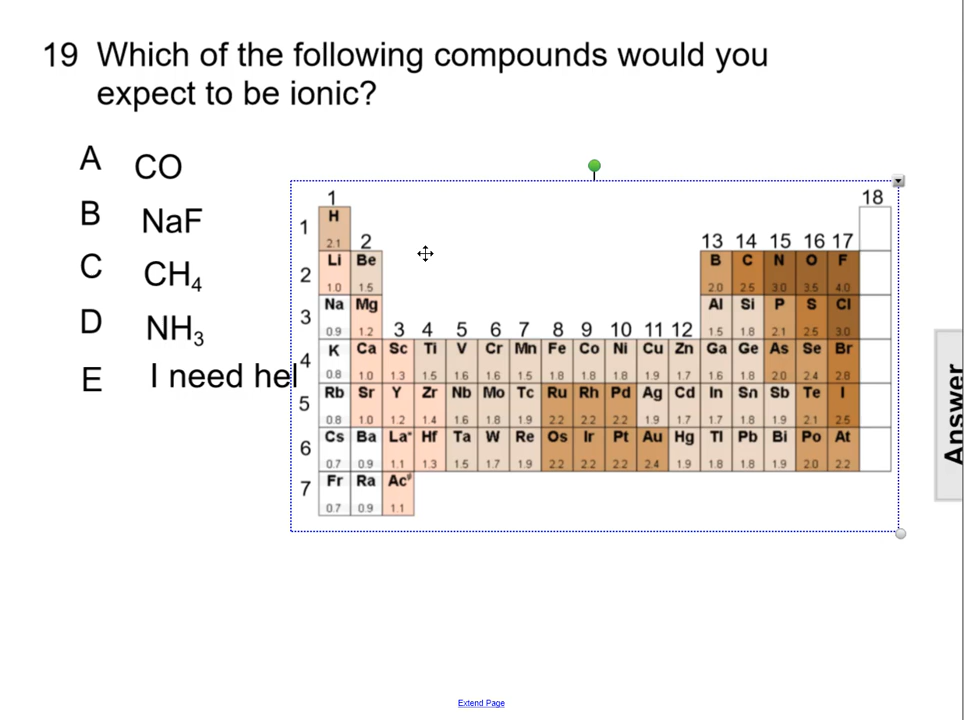 19 Which of the following compounds would you
expect to be ionic?
A CO
B NaF
C CH4
D NH3
E I need hel
1 18
1 H 2.1
2 13 14 15 16 17
2 Li 1.0 Be 1.5 B 2.0 C 2.5 N 3.0 O 3.5 F 4.0
3 Na 0.9 Mg 1.2 Al 1.5 Si 1.8 P 2.1 S 2.5 Cl 3.0
3 4 5 6 7 8 9 10 11 12
4 K 0.8 Ca 1.0 Sc 1.3 Ti 1.5 V 1.6 Cr 1.6 Mn 1.5 Fe 1.8 Co 1.8 Ni 1.8 Cu 1.9 Zn 1.7 Ga 1.6 Ge 1.8 As 2.0 Se 2.4 Br 2.8
5 Rb 0.8 Sr 1.0 Y 1.2 Zr 1.4 Nb 1.6 Mo 1.8 Tc 1.9 Ru 2.2 Rh 2.2 Pd 2.2 Ag 1.9 Cd 1.7 In 1.7 Sn 1.8 Sb 1.9 Te 2.1 I 2.5
6 Cs 0.7 Ba 0.9 La* 1.1 Hf 1.3 Ta 1.5 W 1.7 Re 1.9 Os 2.2 Ir 2.2 Pt 2.2 Au 2.4 Hg 1.9 Tl 1.8 Pb 1.8 Bi 1.9 Po 2.0 At 2.2
7 Fr 0.7 Ra 0.9 Ac# 1.1
Answer
Extend Page